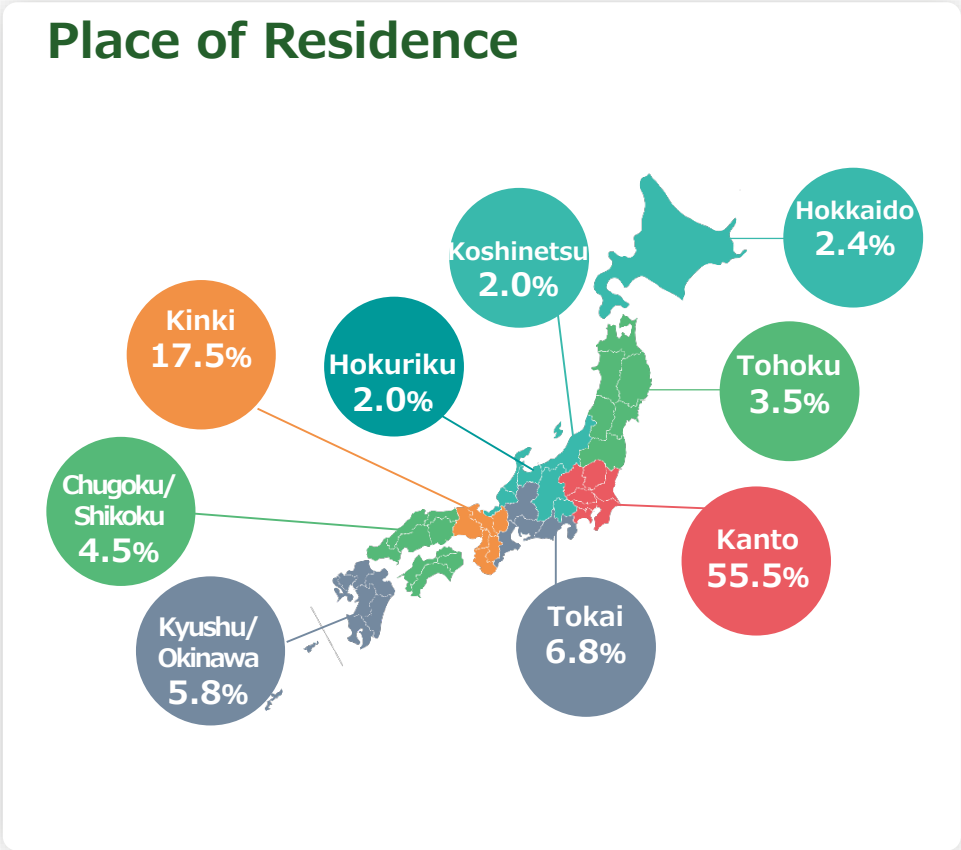 Place of Residence
Hokkaido
2.4%
Koshinetsu
2.0%
Kinki
17.5%
Hokuriku
2.0%
Tohoku
3.5%
Chugoku/
Shikoku
4.5%
Kanto
55.5%
Tokai
6.8%
Kyushu/
Okinawa
5.8%